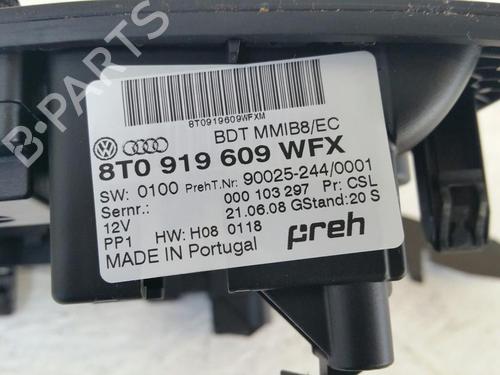 B-PARTS
8T0919609WFXM
BDT MMIB8/EC
8T0 919 609 WFX
SW: 0100 PrehT.Nr: 90025-244/0001
Sernr.: 000 103 297 Pr: CSL
12V 21.06.08 GStand: 20 S
PP1 HW: H08 0118
MADE IN Portugal preh